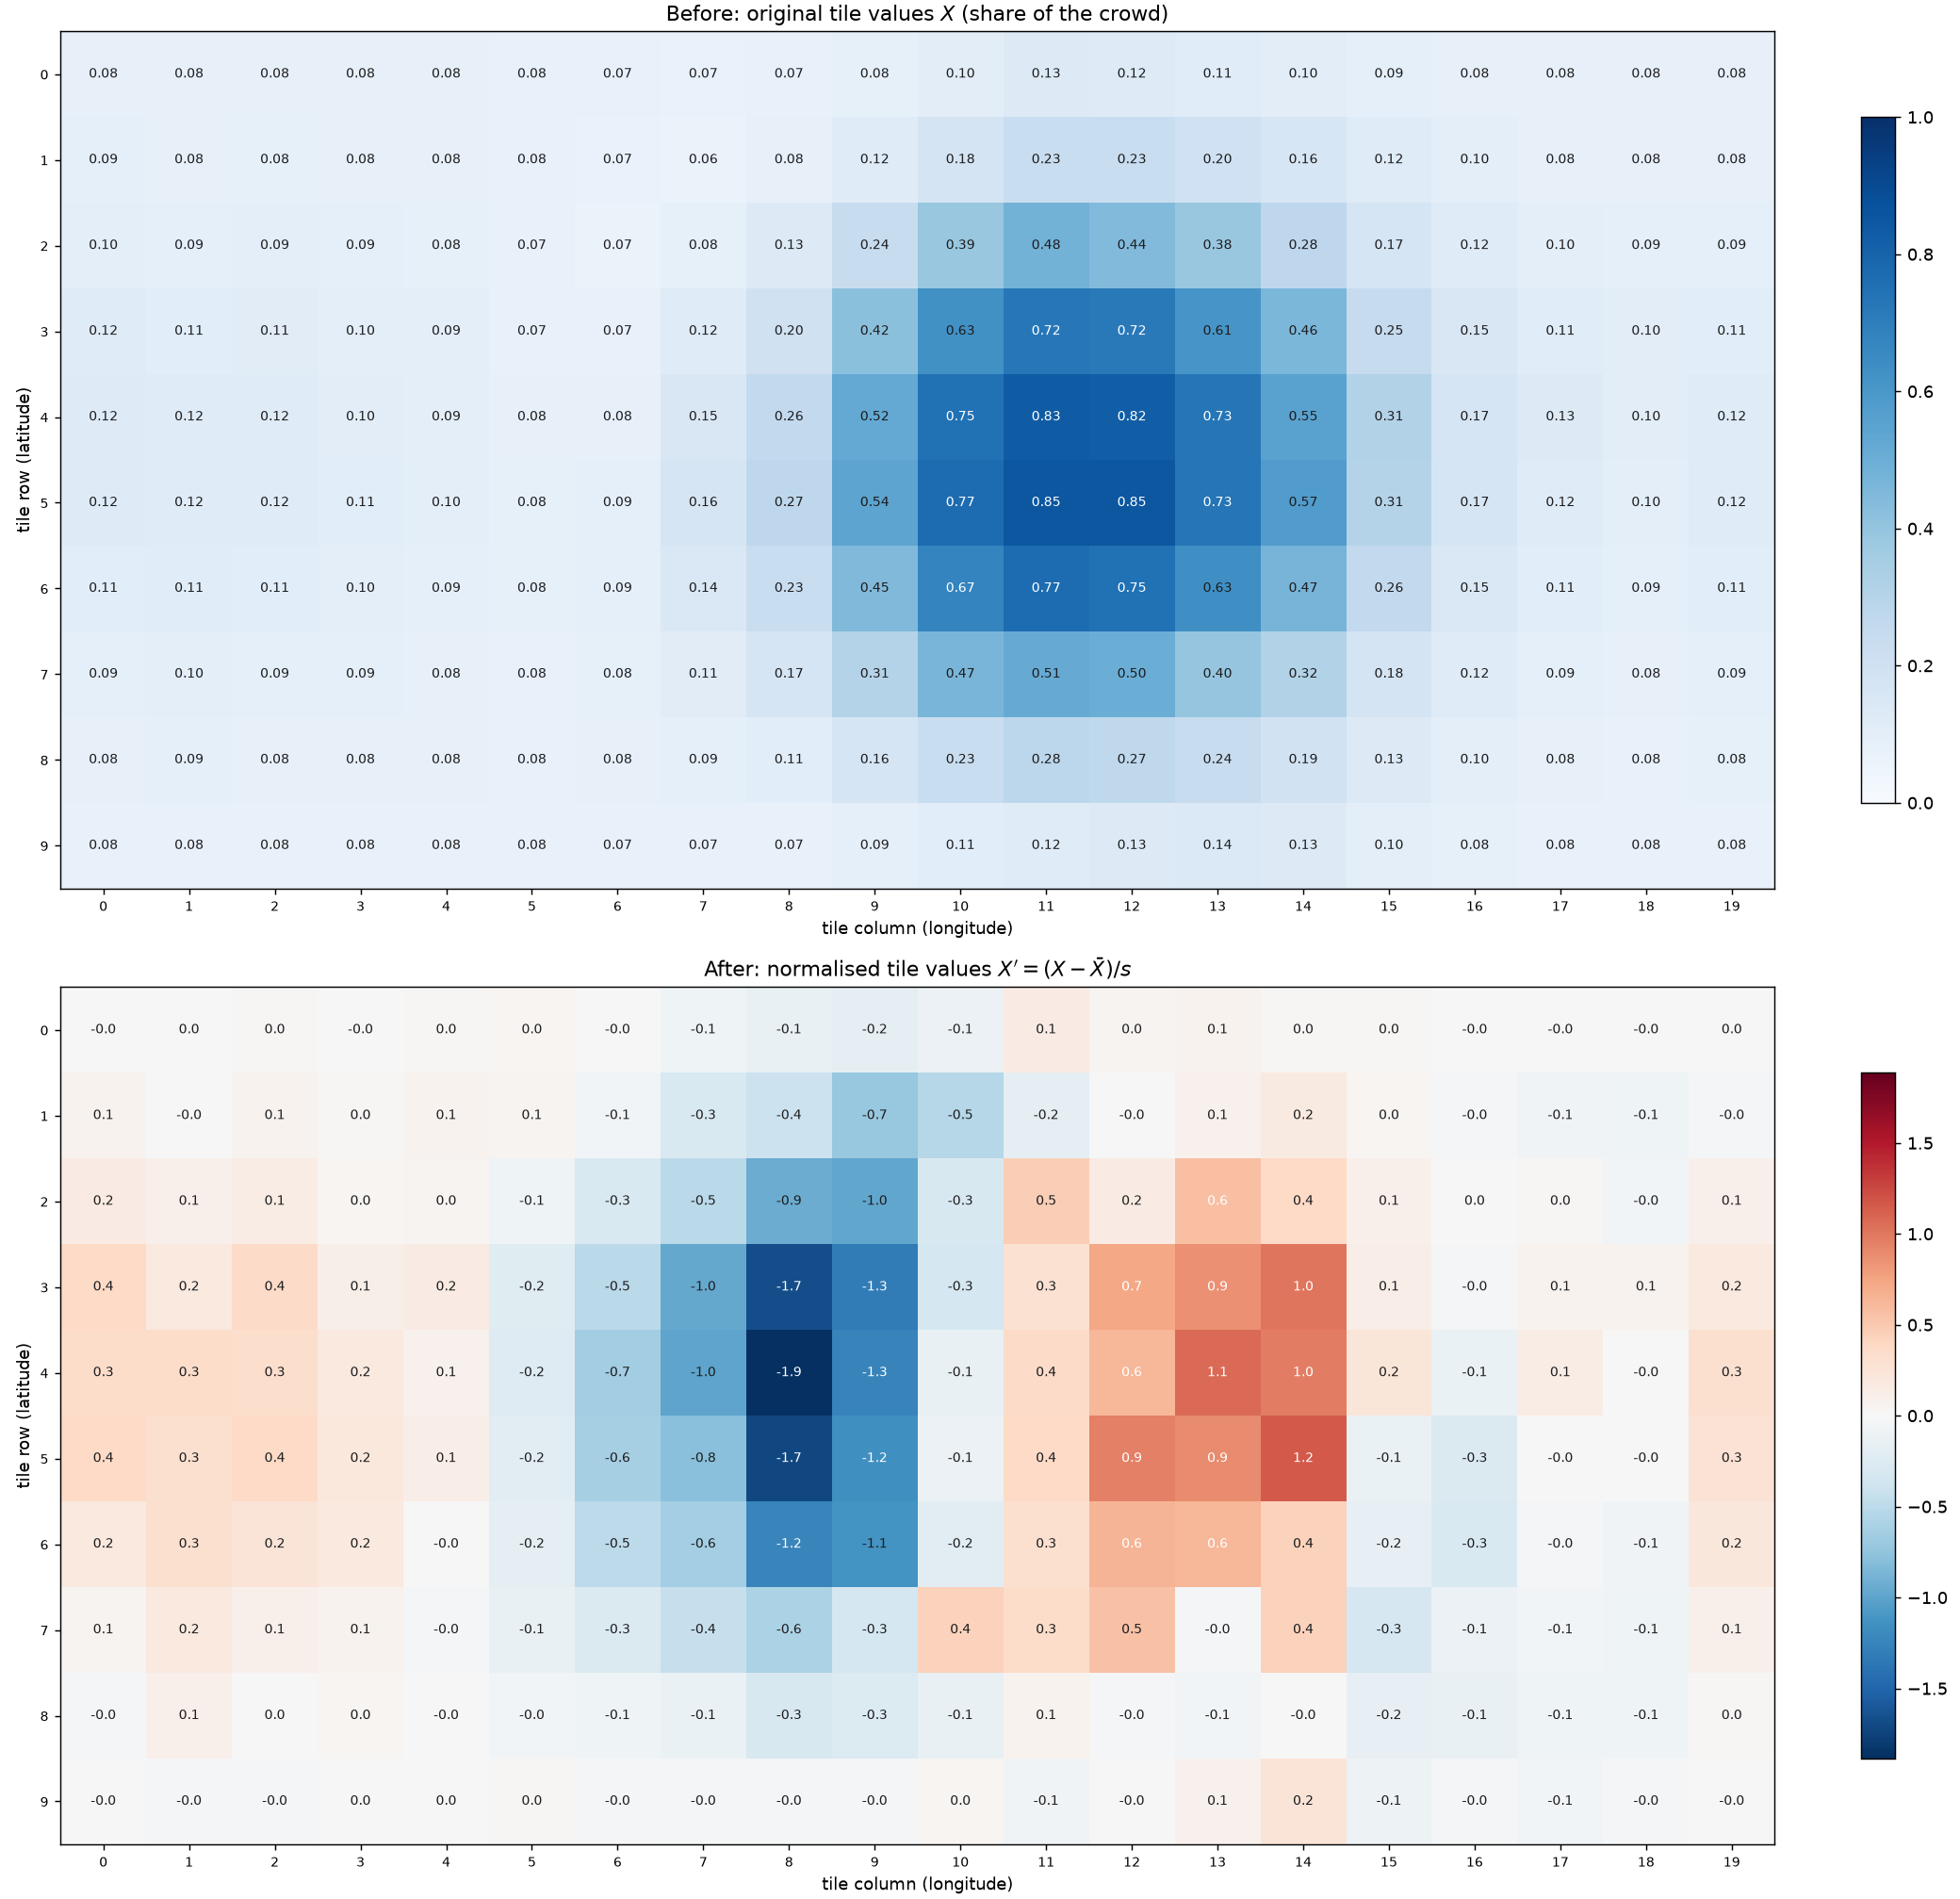 Before: original tile values X (share of the crowd)
0 0.08 0.08 0.08 0.08 0.08 0.08 0.07 0.07 0.07 0.08 0.10 0.13 0.12 0.11 0.10 0.09 0.08 0.08 0.08 0.08
1 0.09 0.08 0.08 0.08 0.08 0.08 0.07 0.06 0.08 0.12 0.18 0.23 0.23 0.20 0.16 0.12 0.10 0.08 0.08 0.08
2 0.10 0.09 0.09 0.09 0.08 0.07 0.07 0.08 0.13 0.24 0.39 0.48 0.44 0.38 0.28 0.17 0.12 0.10 0.09 0.09
3 0.12 0.11 0.11 0.10 0.09 0.07 0.07 0.12 0.20 0.42 0.63 0.72 0.72 0.61 0.46 0.25 0.15 0.11 0.10 0.11
4 0.12 0.12 0.12 0.10 0.09 0.08 0.08 0.15 0.26 0.52 0.75 0.83 0.82 0.73 0.55 0.31 0.17 0.13 0.10 0.12
5 0.12 0.12 0.12 0.11 0.10 0.08 0.09 0.16 0.27 0.54 0.77 0.85 0.85 0.73 0.57 0.31 0.17 0.12 0.10 0.12
6 0.11 0.11 0.11 0.10 0.09 0.08 0.09 0.14 0.23 0.45 0.67 0.77 0.75 0.63 0.47 0.26 0.15 0.11 0.09 0.11
7 0.09 0.10 0.09 0.09 0.08 0.08 0.08 0.11 0.17 0.31 0.47 0.51 0.50 0.40 0.32 0.18 0.12 0.09 0.08 0.09
8 0.08 0.09 0.08 0.08 0.08 0.08 0.08 0.09 0.11 0.16 0.23 0.28 0.27 0.24 0.19 0.13 0.10 0.08 0.08 0.08
9 0.08 0.08 0.08 0.08 0.08 0.08 0.07 0.07 0.07 0.09 0.11 0.12 0.13 0.14 0.13 0.10 0.08 0.08 0.08 0.08
0 1 2 3 4 5 6 7 8 9 10 11 12 13 14 15 16 17 18 19
tile column (longitude)
tile row (latitude)
1.0
0.8
0.6
0.4
0.2
0.0
After: normalised tile values X′ = (X − X̄)/s
0 -0.0 0.0 0.0 -0.0 0.0 0.0 -0.0 -0.1 -0.1 -0.2 -0.1 0.1 0.0 0.1 0.0 0.0 -0.0 -0.0 -0.0 0.0
1 0.1 -0.0 0.1 0.0 0.1 0.1 -0.1 -0.3 -0.4 -0.7 -0.5 -0.2 -0.0 0.1 0.2 0.0 -0.0 -0.1 -0.1 -0.0
2 0.2 0.1 0.1 0.0 0.0 -0.1 -0.3 -0.5 -0.9 -1.0 -0.3 0.5 0.2 0.6 0.4 0.1 0.0 0.0 -0.0 0.1
3 0.4 0.2 0.4 0.1 0.2 -0.2 -0.5 -1.0 -1.7 -1.3 -0.3 0.3 0.7 0.9 1.0 0.1 -0.0 0.1 0.1 0.2
4 0.3 0.3 0.3 0.2 0.1 -0.2 -0.7 -1.0 -1.9 -1.3 -0.1 0.4 0.6 1.1 1.0 0.2 -0.1 0.1 -0.0 0.3
5 0.4 0.3 0.4 0.2 0.1 -0.2 -0.6 -0.8 -1.7 -1.2 -0.1 0.4 0.9 0.9 1.2 -0.1 -0.3 -0.0 -0.0 0.3
6 0.2 0.3 0.2 0.2 -0.0 -0.2 -0.5 -0.6 -1.2 -1.1 -0.2 0.3 0.6 0.6 0.4 -0.2 -0.3 -0.0 -0.1 0.2
7 0.1 0.2 0.1 0.1 -0.0 -0.1 -0.3 -0.4 -0.6 -0.3 0.4 0.3 0.5 -0.0 0.4 -0.3 -0.1 -0.1 -0.1 0.1
8 -0.0 0.1 0.0 0.0 -0.0 -0.0 -0.1 -0.1 -0.3 -0.3 -0.1 0.1 -0.0 -0.1 -0.0 -0.2 -0.1 -0.1 -0.1 0.0
9 -0.0 -0.0 -0.0 0.0 0.0 0.0 -0.0 -0.0 -0.0 -0.0 0.0 -0.1 -0.0 0.1 0.2 -0.1 -0.0 -0.1 -0.0 -0.0
0 1 2 3 4 5 6 7 8 9 10 11 12 13 14 15 16 17 18 19
tile column (longitude)
tile row (latitude)
1.5
1.0
0.5
0.0
−0.5
−1.0
−1.5